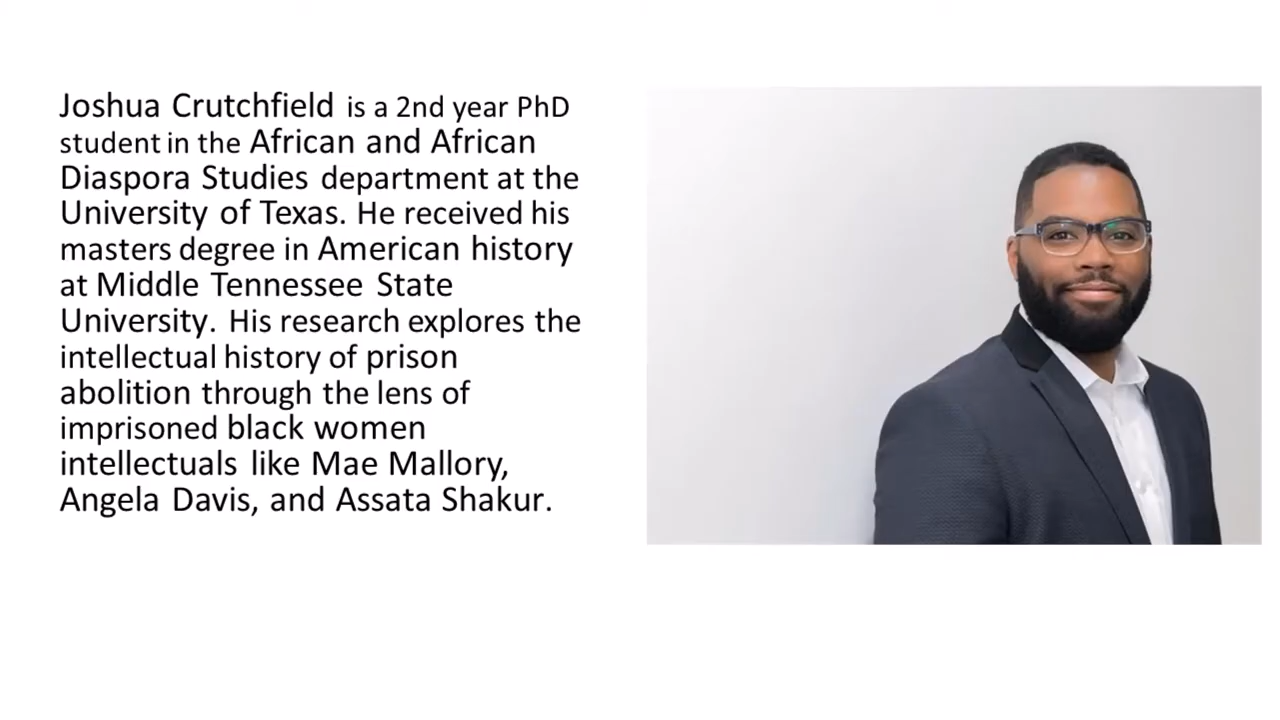 Joshua Crutchfield is a 2nd year PhD
student in the African and African
Diaspora Studies department at the
University of Texas. He received his
masters degree in American history
at Middle Tennessee State
University. His research explores the
intellectual history of prison
abolition through the lens of
imprisoned black women
intellectuals like Mae Mallory,
Angela Davis, and Assata Shakur.